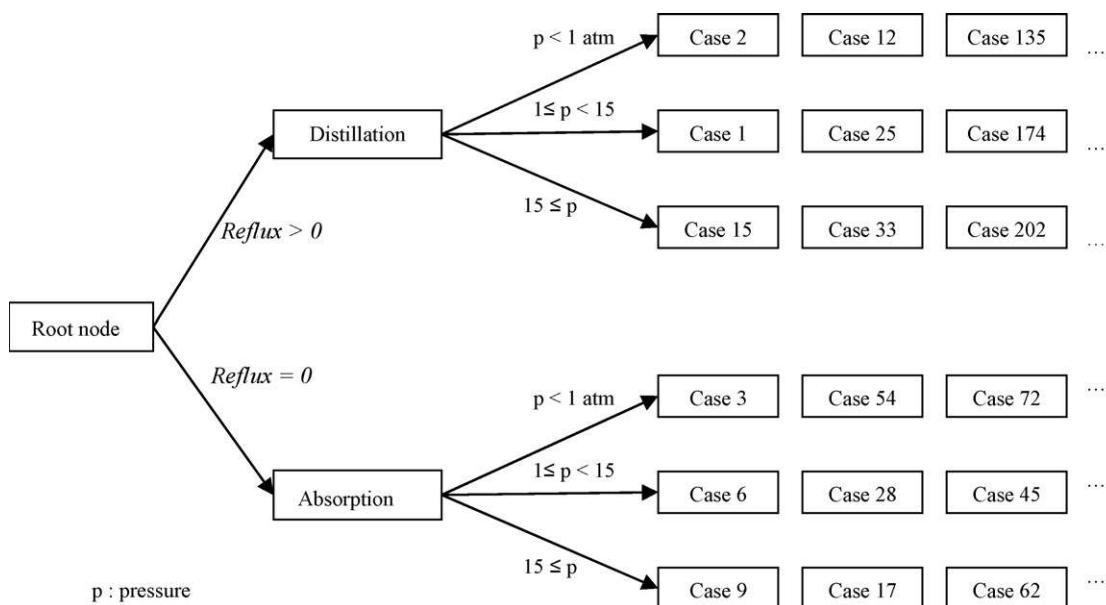 p < 1 atm
Case 2
Case 12
Case 135
...
Distillation
1≤ p < 15
Case 1
Case 25
Case 174
...
15 ≤ p
Case 15
Case 33
Case 202
...
Reflux > 0
Root node
Reflux = 0
p < 1 atm
Case 3
Case 54
Case 72
...
Absorption
1≤ p < 15
Case 6
Case 28
Case 45
...
15 ≤ p
Case 9
Case 17
Case 62
...
p : pressure